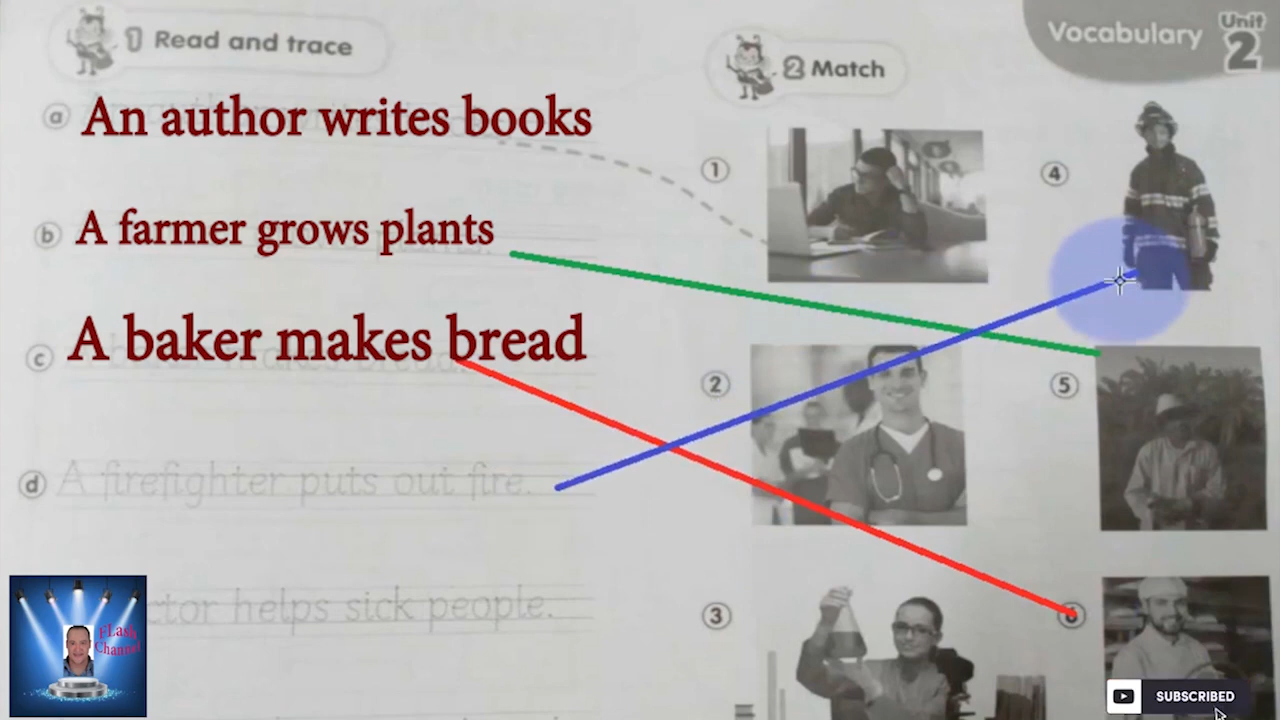 1 Read and trace
Vocabulary
Unit
2
2 Match
a An author writes books
1
4
b A farmer grows plants.
c A baker makes bread
2
5
d A firefighter puts out fire.
ctor helps sick people.
3
6
FLash
Channel
SUBSCRIBED